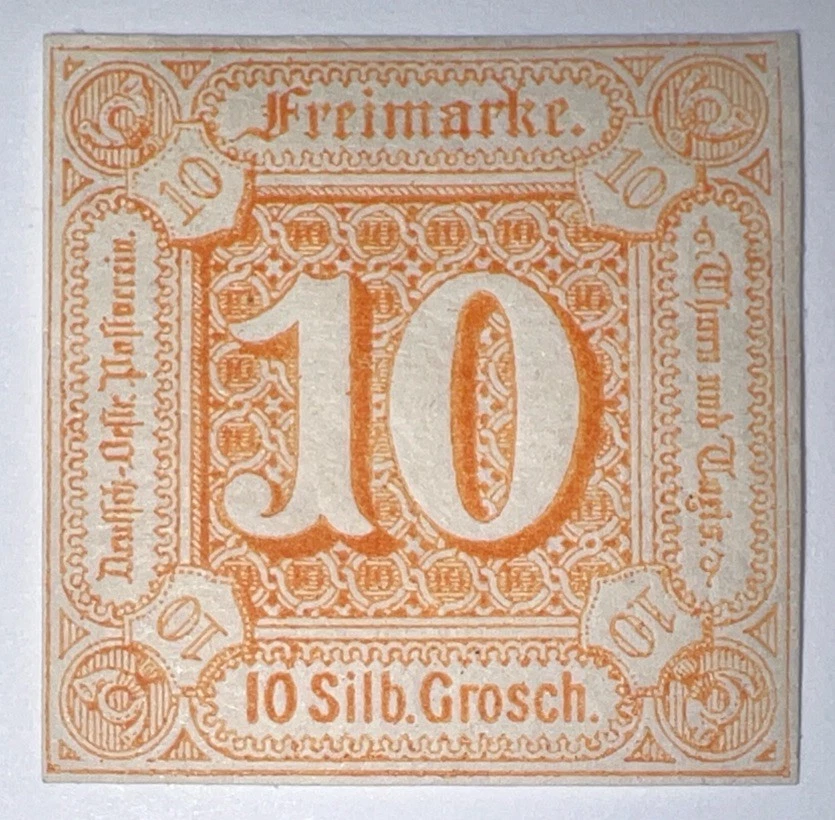 Freimarke.
10
10
Deutsch-Oestr. Postverein.
10
Thurn und Taxis.
10
10
10 Silb. Grosch.